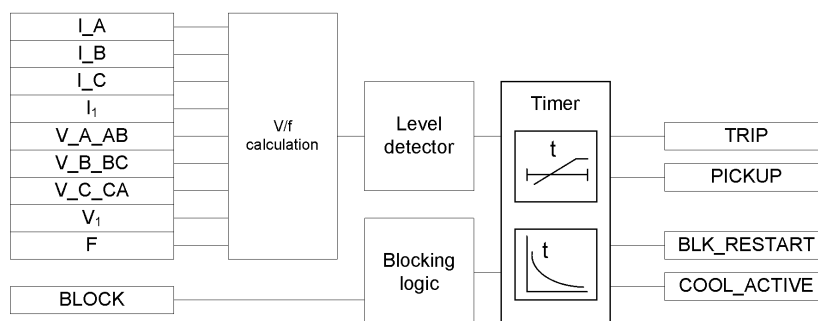 I_A
I_B
I_C
I₁
V_A_AB
V_B_BC
V_C_CA
V₁
F
BLOCK
V/f
calculation
Level
detector
Blocking
logic
Timer
t
t
TRIP
PICKUP
BLK_RESTART
COOL_ACTIVE